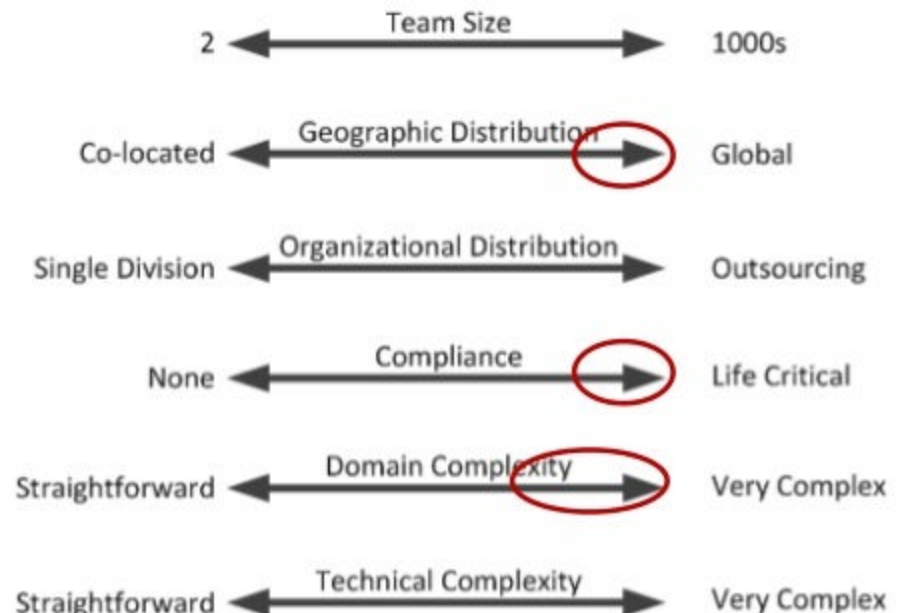 Team Size
2 1000s
Geographic Distribution
Co-located Global
Organizational Distribution
Single Division Outsourcing
Compliance
None Life Critical
Domain Complexity
Straightforward Very Complex
Technical Complexity
Straightforward Very Complex